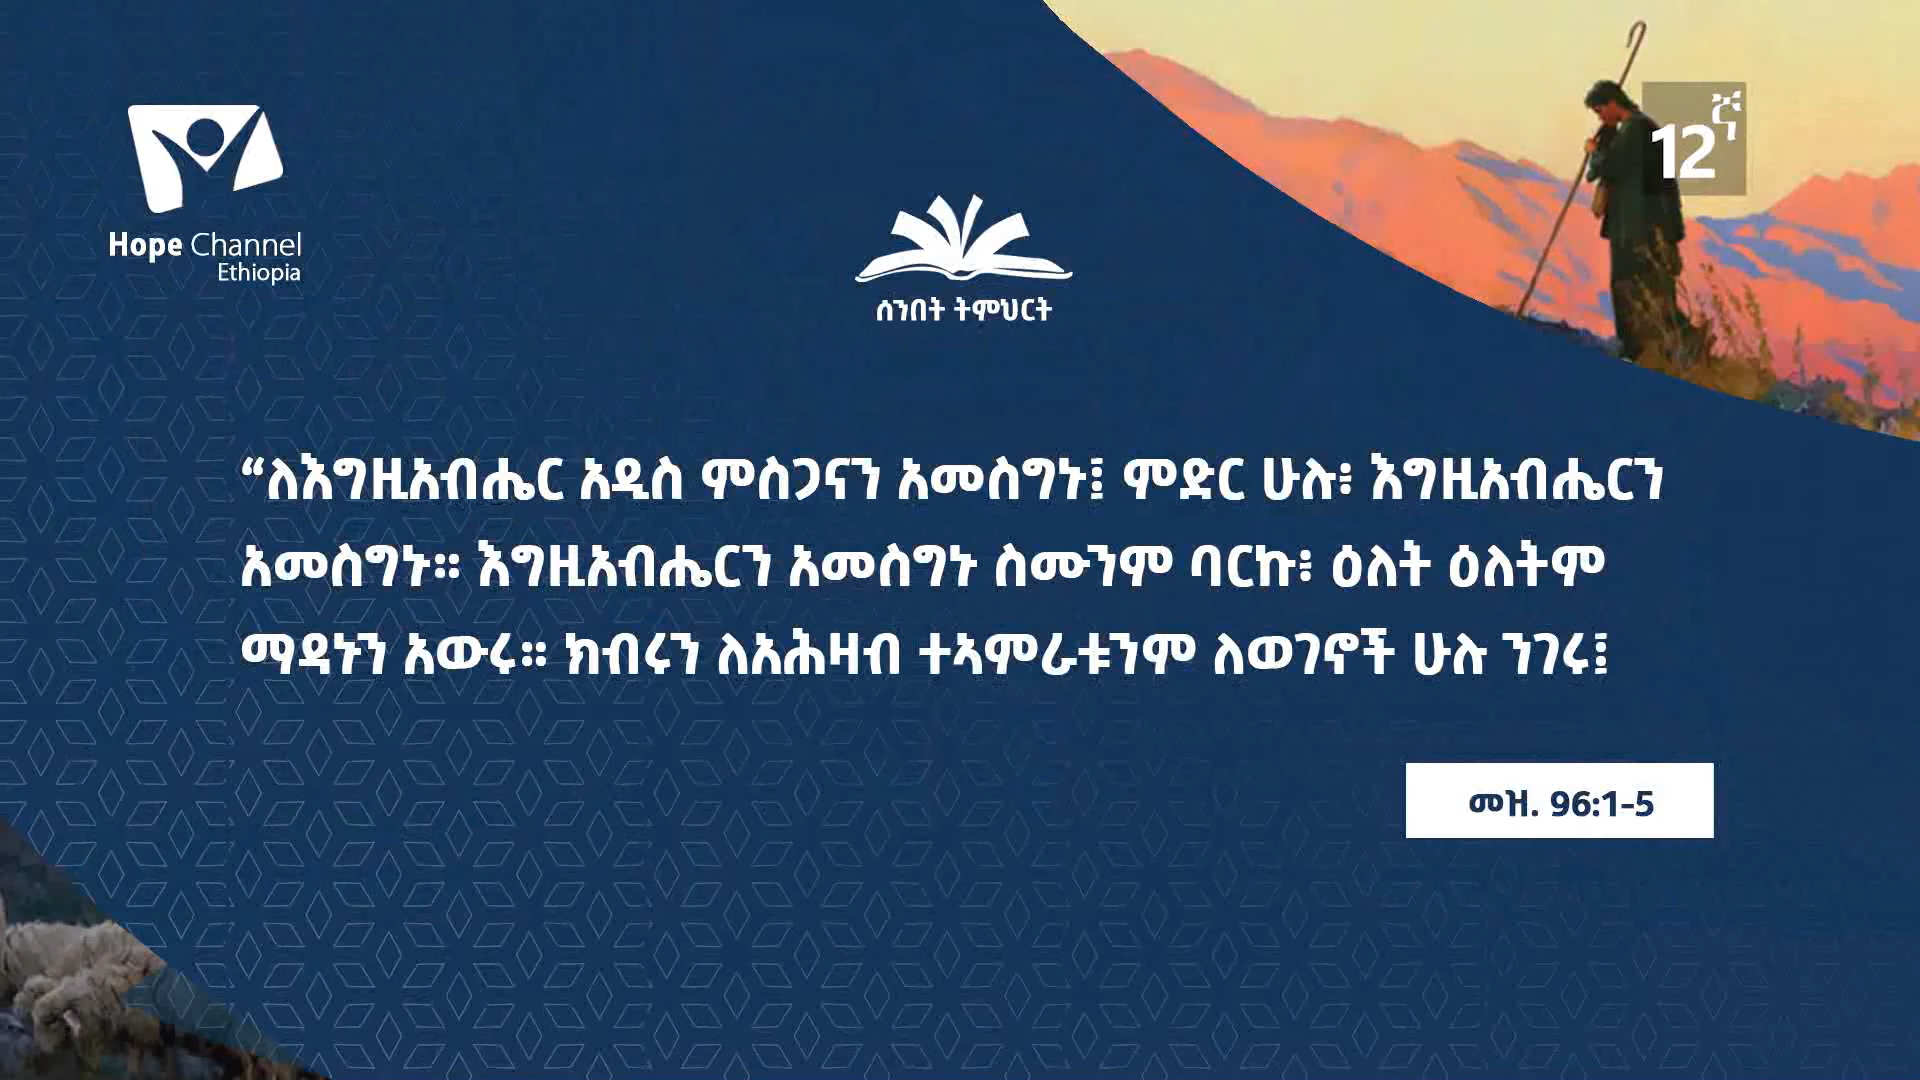 Hope Channel
Ethiopia
12ኛ
ሰንበት ትምህርት
“ለእግዚአብሔር አዲስ ምስጋናን አመስግኑ፤ ምድር ሁሉ፥ እግዚአብሔርን
አመስግኑ። እግዚአብሔርን አመስግኑ ስሙንም ባርኩ፥ ዕለት ዕለትም
ማዳኑን አውሩ። ክብሩን ለአሕዛብ ተኣምራቱንም ለወገኖች ሁሉ ንገሩ፤
መዝ. 96:1-5